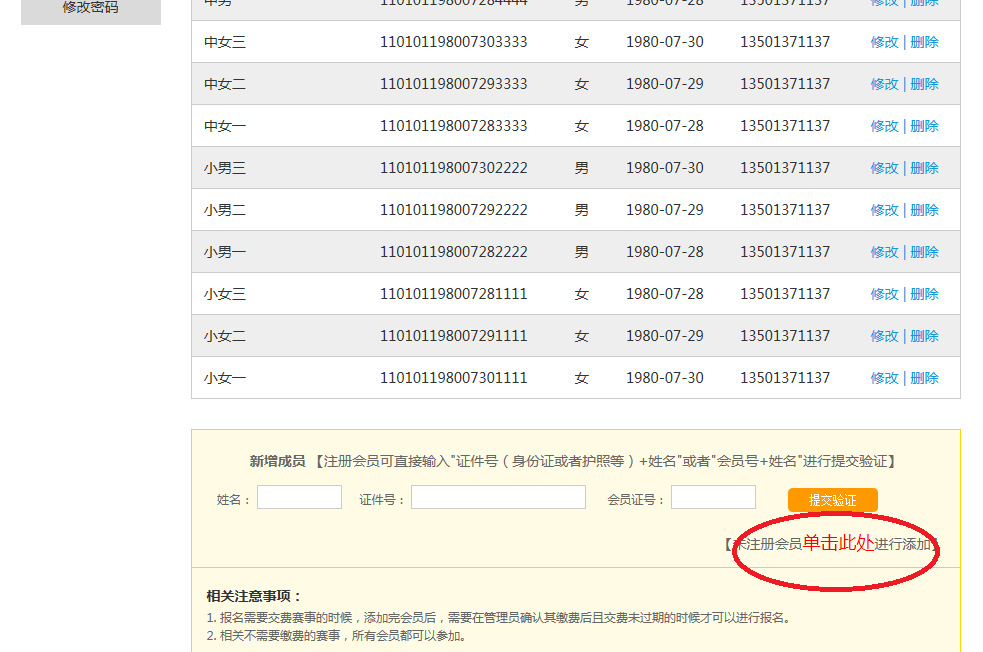 修改密码
中女三 110101198007303333 女 1980-07-30 13501371137 修改 | 删除
中女二 110101198007293333 女 1980-07-29 13501371137 修改 | 删除
中女一 110101198007283333 女 1980-07-28 13501371137 修改 | 删除
小男三 110101198007302222 男 1980-07-30 13501371137 修改 | 删除
小男二 110101198007292222 男 1980-07-29 13501371137 修改 | 删除
小男一 110101198007282222 男 1980-07-28 13501371137 修改 | 删除
小女三 110101198007281111 女 1980-07-28 13501371137 修改 | 删除
小女二 110101198007291111 女 1980-07-29 13501371137 修改 | 删除
小女一 110101198007301111 女 1980-07-30 13501371137 修改 | 删除
新增成员 【注册会员可直接输入"证件号（身份证或者护照等）+姓名"或者"会员号+姓名"进行提交验证】
姓名： 证件号： 会员证号： 提交验证
【未注册会员单击此处进行添加】
相关注意事项：
1. 报名需要交费赛事的时候，添加完会员后，需要在管理员确认其缴费后且交费未过期的时候才可以进行报名。
2. 相关不需要缴费的赛事，所有会员都可以参加。